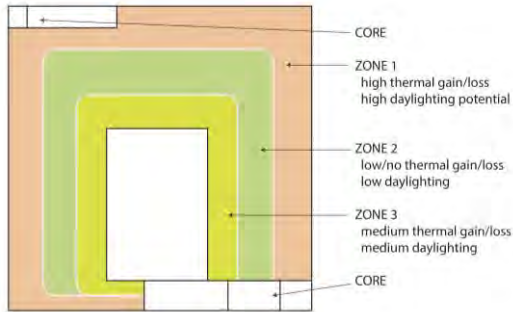 CORE
ZONE 1
high thermal gain/loss
high daylighting potential
ZONE 2
low/no thermal gain/loss
low daylighting
ZONE 3
medium thermal gain/loss
medium daylighting
CORE